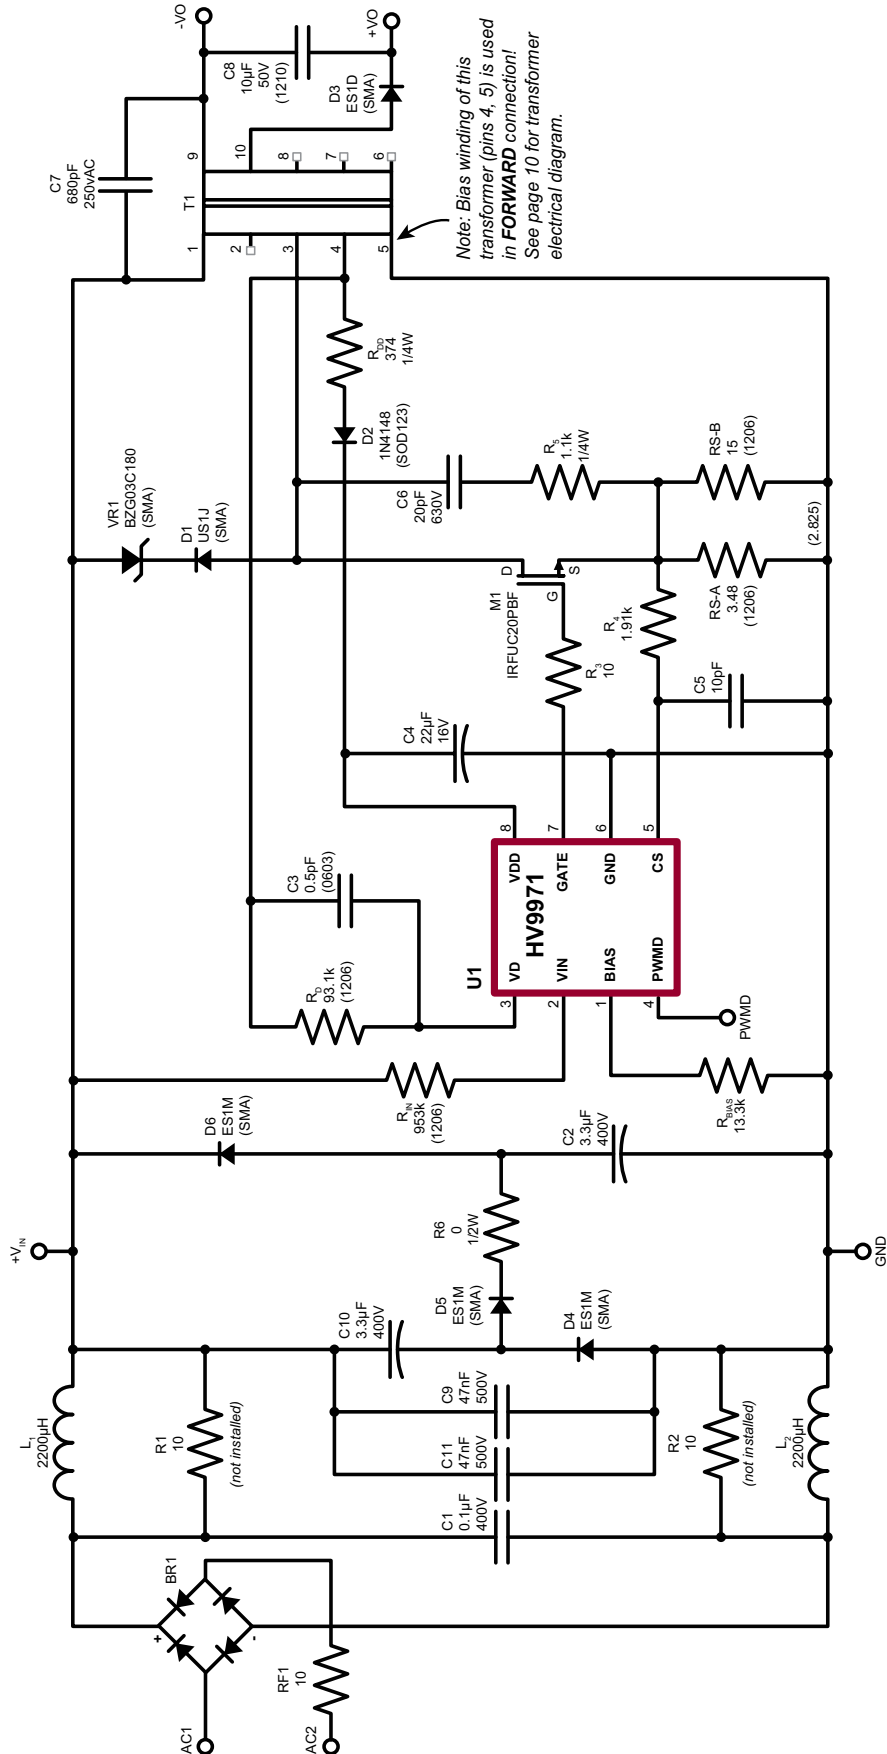 AC1
AC2
RF1
10
BR1
+
-
L1
2200µH
R1
10
(not installed)
C1
0.1µF
400V
C11
47nF
500V
C9
47nF
500V
R2
10
(not installed)
L2
2200µH
C10
3.3µF
400V
D5
ES1M
(SMA)
D4
ES1M
(SMA)
+VIN
GND
R6
0
1/2W
D6
ES1M
(SMA)
C2
3.3µF
400V
RIN
953k
(1206)
RBIAS
13.3k
PWMD
RD
93.1k
(1206)
C3
0.5pF
(0603)
U1
HV9971
3
VD
2
VIN
1
BIAS
4
PWMD
VDD
8
GATE
7
GND
6
CS
5
C4
22µF
16V
R3
10
M1
IRFUC20PBF
D
G
S
C5
10pF
R4
1.91k
RS-A
3.48
(1206)
RS-B
15
(1206)
(2.825)
VR1
BZG03C180
(SMA)
D1
US1J
(SMA)
C6
20pF
630V
R5
1.1k
1/4W
D2
1N4148
(SOD123)
RDD
374
1/4W
C7
680pF
250vAC
T1
1
2
3
4
5
9
10
8
7
6
C8
10µF
50V
(1210)
D3
ES1D
(SMA)
-VO
+VO
Note: Bias winding of this
transformer (pins 4, 5) is used
in FORWARD connection!
See page 10 for transformer
electrical diagram.